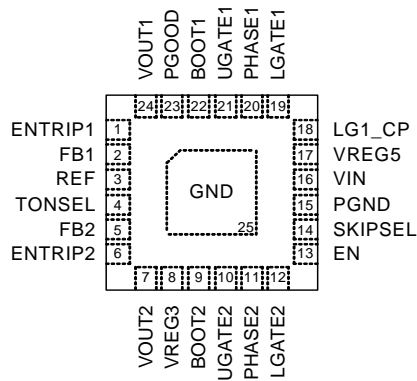 VOUT1 PGOOD BOOT1 UGATE1 PHASE1 LGATE1
24 23 22 21 20 19
ENTRIP1 1 18 LG1_CP
FB1 2 17 VREG5
REF 3 GND 16 VIN
TONSEL 4 15 PGND
FB2 5 25 14 SKIPSEL
ENTRIP2 6 13 EN
7 8 9 10 11 12
VOUT2 VREG3 BOOT2 UGATE2 PHASE2 LGATE2